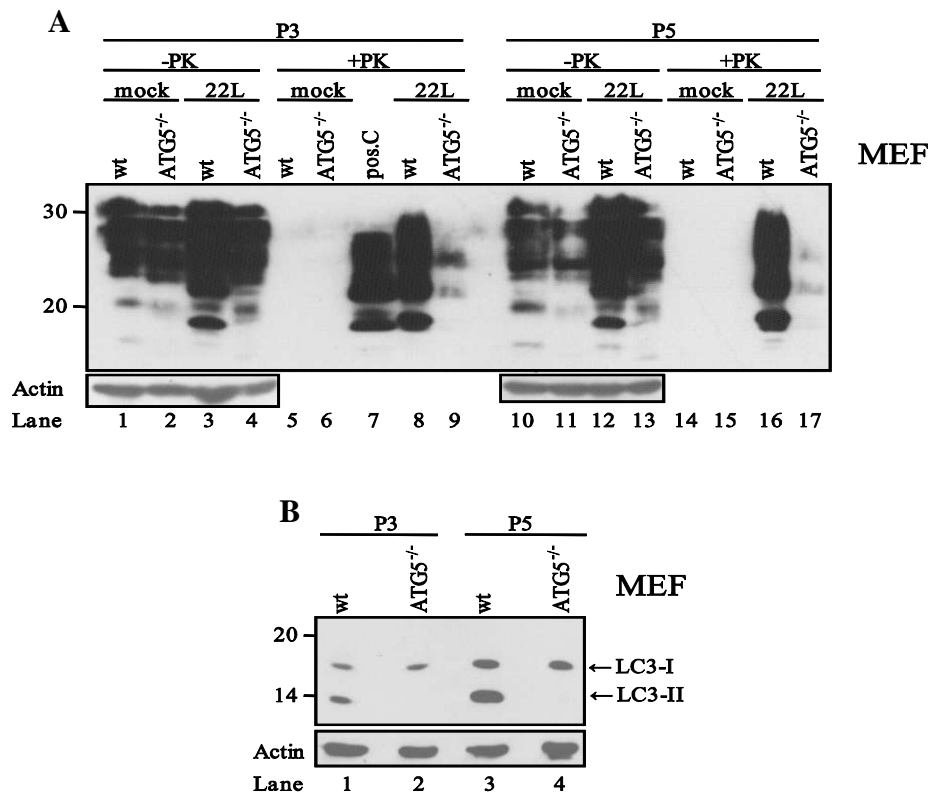 A
P3 P5
-PK +PK -PK +PK
mock 22L mock 22L mock 22L mock 22L
wt ATG5-/- wt ATG5-/- wt ATG5-/- pos.C wt ATG5-/- wt ATG5-/- wt ATG5-/- wt ATG5-/- wt ATG5-/-
MEF
30
20
Actin
Lane 1 2 3 4 5 6 7 8 9 10 11 12 13 14 15 16 17
B
P3 P5
wt ATG5-/- wt ATG5-/-
MEF
20
←LC3-I
14 ←LC3-II
Actin
Lane 1 2 3 4